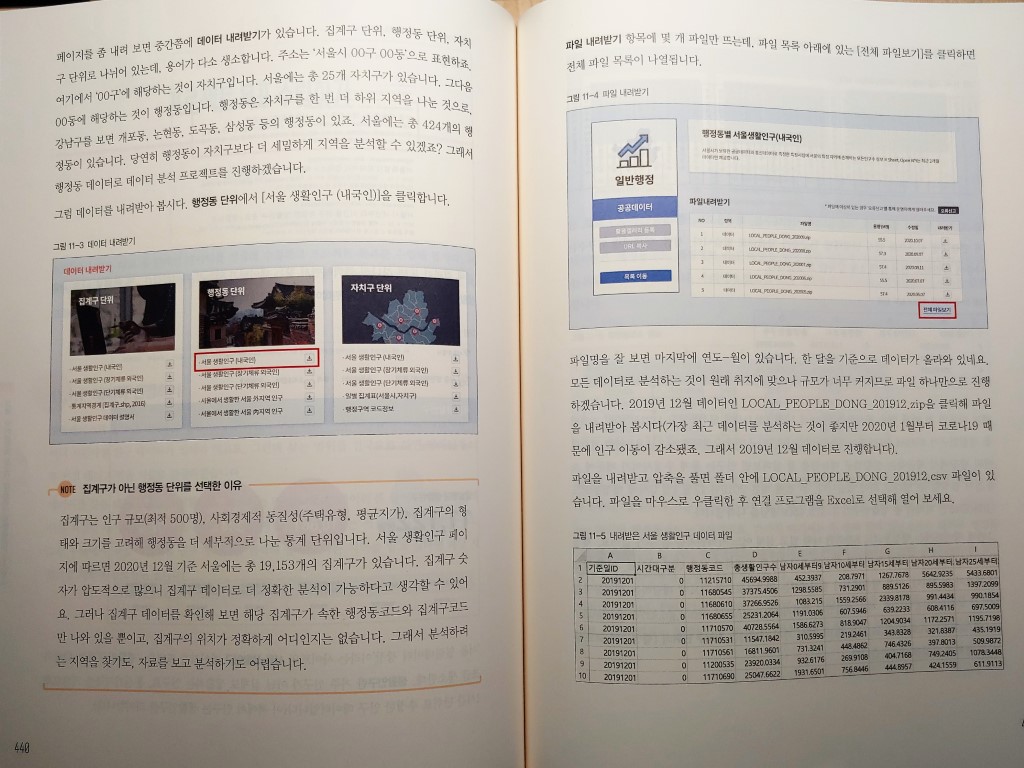 페이지를 좀 내려 보면 중간쯤에 데이터 내려받기가 있습니다. 집계구 단위, 행정동 단위, 자치
구 단위로 나뉘어 있는데, 용어가 다소 생소합니다. 주소는 '서울시 00구 00동'으로 표현하죠.
여기에서 '00구'에 해당하는 것이 자치구입니다. 서울에는 총 25개 자치구가 있습니다. 그다음
00동에 해당하는 것이 행정동입니다. 행정동은 자치구를 한 번 더 하위 지역을 나눈 것으로,
강남구를 보면 개포동, 논현동, 도곡동, 삼성동 등의 행정동이 있죠. 서울에는 총 424개의 행
정동이 있습니다. 당연히 행정동이 자치구보다 더 세밀하게 지역을 분석할 수 있겠죠? 그래서
행정동 데이터로 데이터 분석 프로젝트를 진행하겠습니다.
그럼 데이터를 내려받아 봅시다. 행정동 단위에서 [서울 생활인구 (내국인)]을 클릭합니다.
그림 11-3 데이터 내려받기
데이터 내려받기
집계구 단위
· 서울 생활인구 (내국인)
· 서울 생활인구 (장기체류 외국인)
· 서울 생활인구 (단기체류 외국인)
· 통계지역경계 (집계구.shp, 2016)
· 서울 생활인구 데이터 설명서
행정동 단위
· 서울 생활인구 (내국인)
· 서울 생활인구 (장기체류 외국인)
· 서울 생활인구 (단기체류 외국인)
· 서울에서 생활한 서울 外지역 인구
· 서울에서 생활한 서울 內지역 인구
자치구 단위
· 서울 생활인구 (내국인)
· 서울 생활인구 (장기체류 외국인)
· 서울 생활인구 (단기체류 외국인)
· 일별 집계표(서울시,자치구)
· 행정구역 코드정보
NOTE 집계구가 아닌 행정동 단위를 선택한 이유
집계구는 인구 규모(최적 500명), 사회경제적 동질성(주택유형, 평균지가), 집계구의 형
태와 크기를 고려해 행정동을 더 세부적으로 나눈 통계 단위입니다. 서울 생활인구 페이
지에 따르면 2020년 12월 기준 서울에는 총 19,153개의 집계구가 있습니다. 집계구 숫
자가 압도적으로 많으니 집계구 데이터로 더 정확한 분석이 가능하다고 생각할 수 있어
요. 그러나 집계구 데이터를 확인해 보면 해당 집계구가 속한 행정동코드와 집계구코드
만 나와 있을 뿐이고, 집계구의 위치가 정확하게 어디인지는 없습니다. 그래서 분석하려
는 지역을 찾기도, 자료를 보고 분석하기도 어렵습니다.
440
파일 내려받기 항목에 몇 개 파일만 뜨는데, 파일 목록 아래에 있는 [전체 파일보기]를 클릭하면
전체 파일 목록이 나열됩니다.
그림 11-4 파일 내려받기
일반행정
공공데이터
URL 복사
목록 이동
행정동별 서울생활인구(내국인)
파일내려받기
NO 파일명 수정일 내려받기
1 데이터 55.5 2020.10.07
2 데이터 57.3 2020.09.07
3 데이터 57.4
4 데이터 55.5 2020.07.07
5 데이터 57.4
전체 파일보기
파일명을 잘 보면 마지막에 연도-월이 있습니다. 한 달을 기준으로 데이터가 올라와 있네요.
모든 데이터로 분석하는 것이 원래 취지에 맞으나 규모가 너무 커지므로 파일 하나만으로 진행
하겠습니다. 2019년 12월 데이터인 LOCAL_PEOPLE_DONG_201912.zip을 클릭해 파일
을 내려받아 봅시다(가장 최근 데이터를 분석하는 것이 좋지만 2020년 1월부터 코로나19 때
문에 인구 이동이 감소됐죠. 그래서 2019년 12월 데이터로 진행합니다).
파일을 내려받고 압축을 풀면 폴더 안에 LOCAL_PEOPLE_DONG_201912.csv 파일이 있
습니다. 파일을 마우스로 우클릭한 후 연결 프로그램을 Excel로 선택해 열어 보세요.
그림 11-5 내려받은 서울 생활인구 데이터 파일
A B C D E F G H I
1 기준일ID 시간대구분 행정동코드 총생활인구수 남자0세부터9 남자10세부터 남자15세부터 남자20세부터 남자25세부터
2 20191201 0 11215710 45694.9988 452.3937 208.7971 1267.7678 5642.9235 5433.6801
3 20191201 0 11680545 37375.4506 1298.5585 731.2901 889.5126 895.5983 1397.2099
4 20191201 0 11680610 37266.9526 1083.215 1559.2566 2339.8178 991.4434 990.1854
5 20191201 0 11680655 25231.2064 1191.0306 607.5946 639.2233 608.4116 697.5009
6 20191201 0 11710570 40728.5564 1586.6273 818.9047 1204.9034 1172.2571 1195.7198
7 20191201 0 11710531 11547.1842 310.5995 219.2461 343.8328 321.8387 435.1919
8 20191201 0 11710561 16811.9601 731.3241 448.4862 746.4326 397.8013 509.9872
9 20191201 0 11200535 23920.0334 932.6176 269.9108 404.7168 749.2405 1078.3448
10 20191201 0 11710690 25047.6622 1931.6501 756.8446 444.8957 424.1559 611.9113